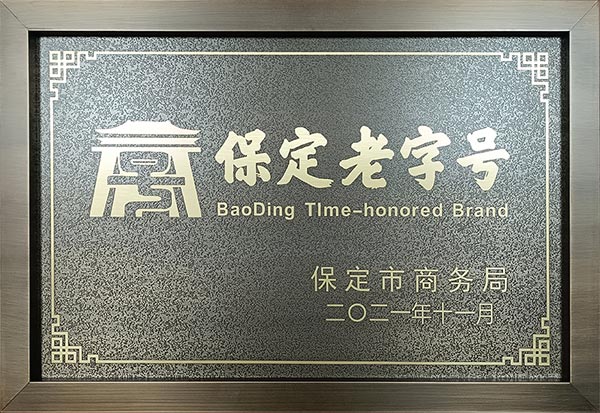 保定老字号
BaoDing TIme-honored Brand
保定市商务局
二〇二一年十一月